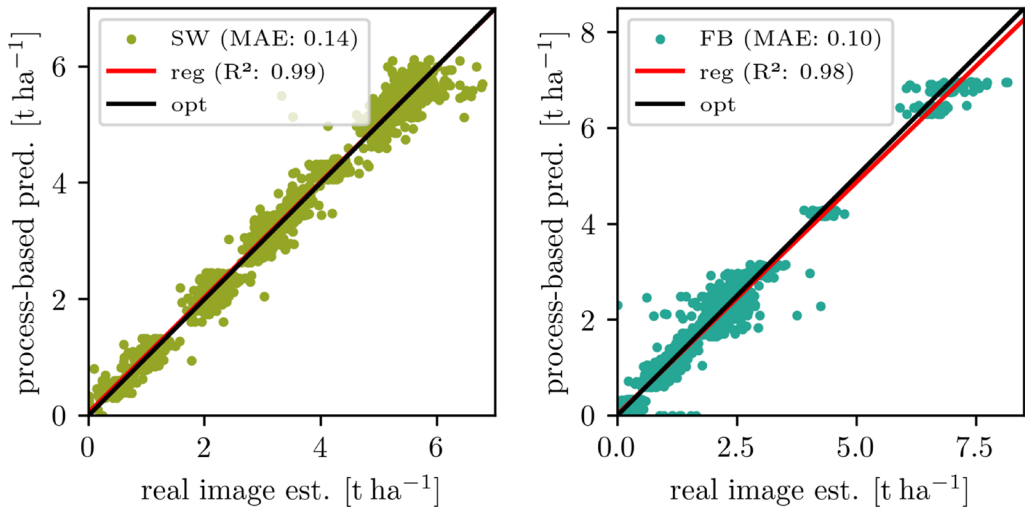 process-based pred. [t ha⁻¹]
6
4
2
0
SW (MAE: 0.14)
reg (R²: 0.99)
opt
0
2
4
6
real image est. [t ha⁻¹]
process-based pred. [t ha⁻¹]
8
6
4
2
0
FB (MAE: 0.10)
reg (R²: 0.98)
opt
0.0
2.5
5.0
7.5
real image est. [t ha⁻¹]